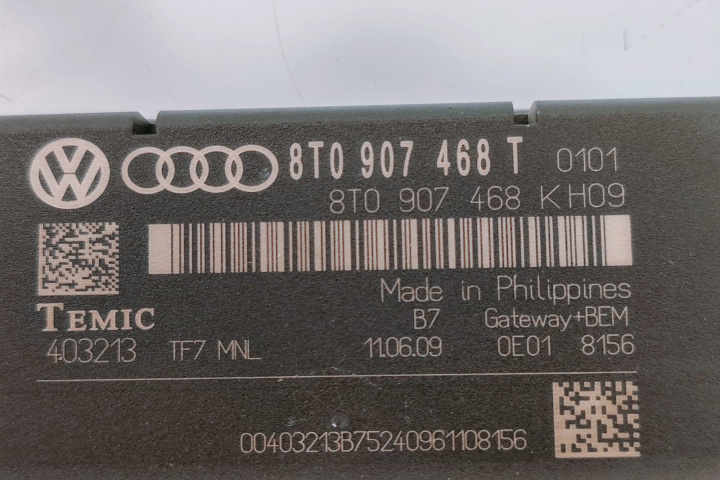 8T0 907 468 T 0101
8T0 907 468 KH09
Made in Philippines
TEMIC B7 Gateway+BEM
403213 TF7 MNL 11.06.09 0E01 8156
00403213B75240961108156